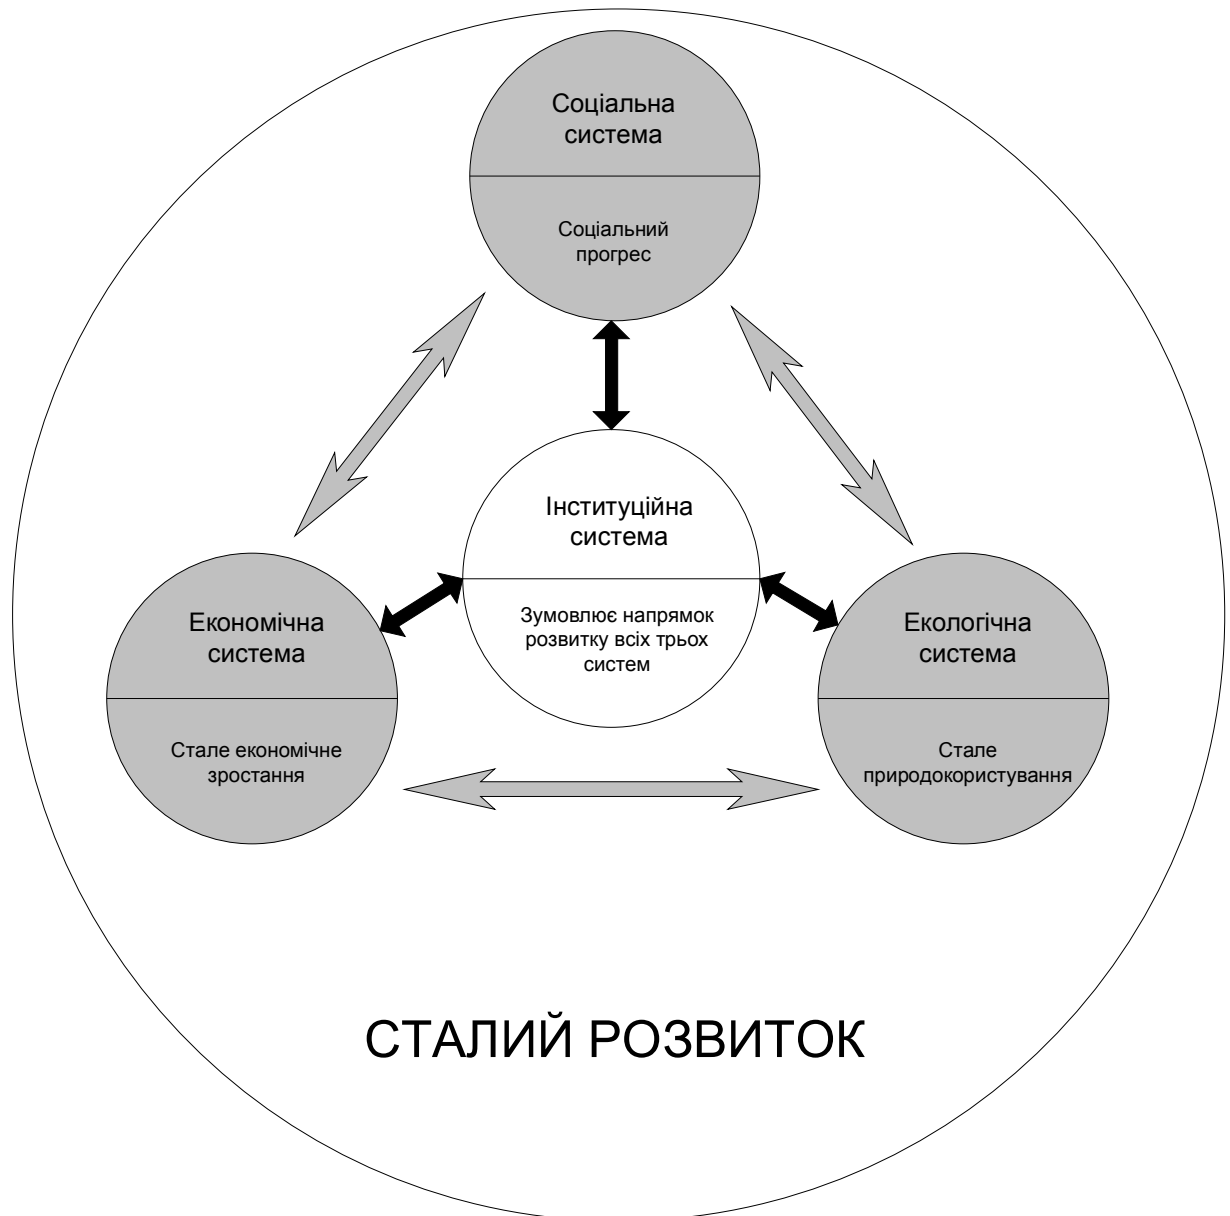 Соціальна
система
Соціальний
прогрес
Інституційна
система
Зумовлює напрямок
розвитку всіх трьох
систем
Економічна
система
Стале економічне
зростання
Екологічна
система
Стале
природокористування
СТАЛИЙ РОЗВИТОК